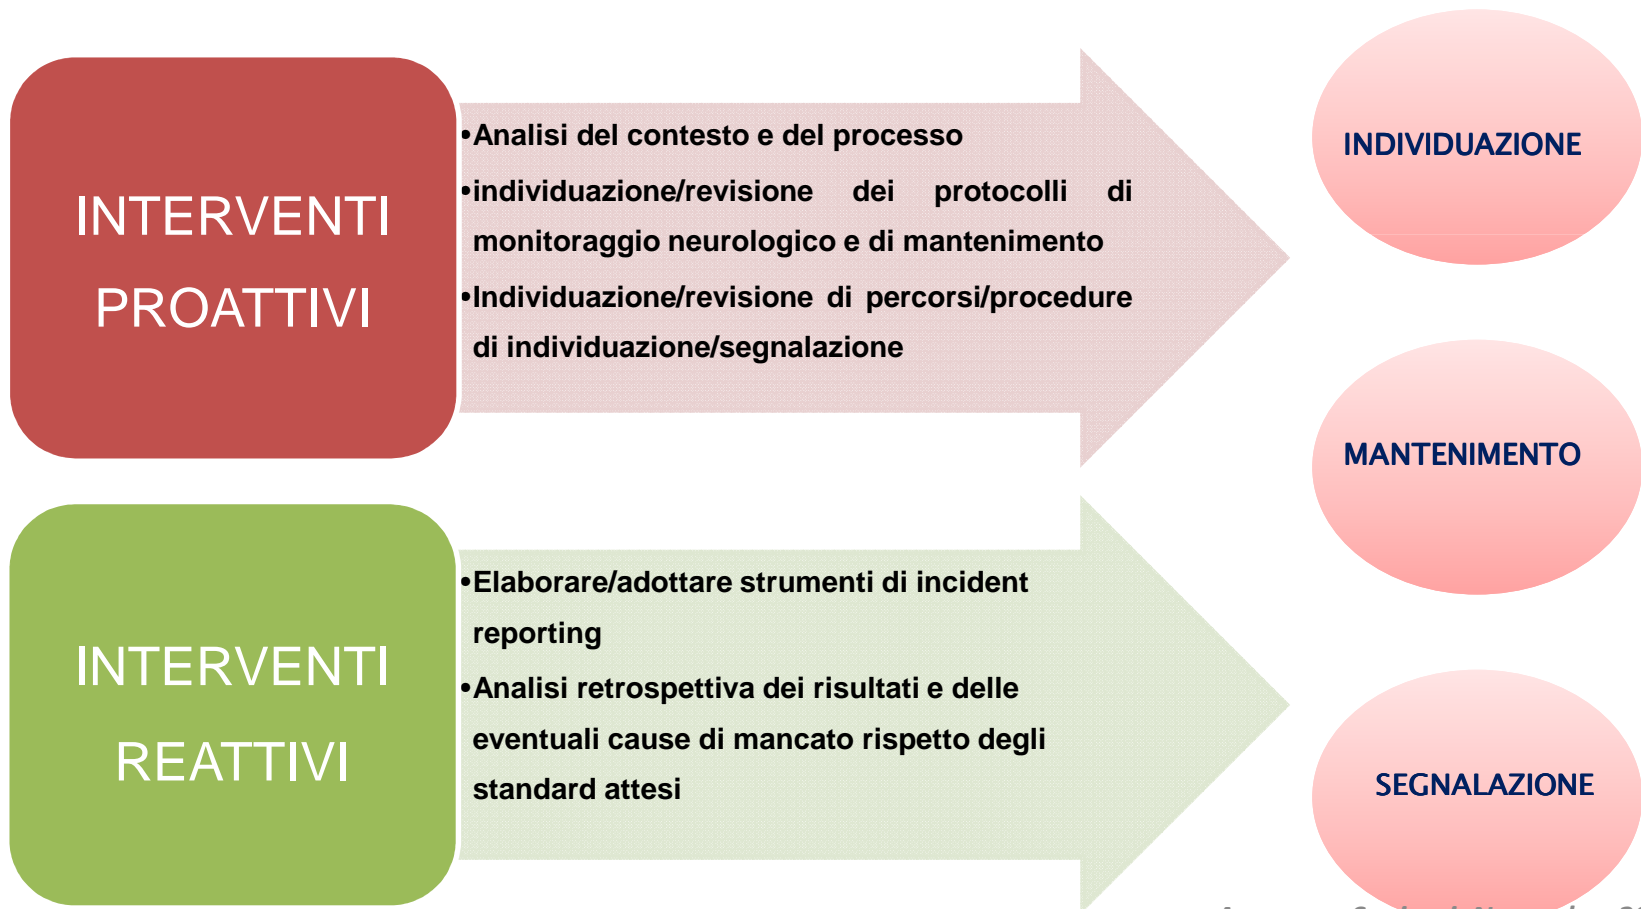 INTERVENTI
PROATTIVI
•Analisi del contesto e del processo
•individuazione/revisione dei protocolli di
monitoraggio neurologico e di mantenimento
•Individuazione/revisione di percorsi/procedure
di individuazione/segnalazione
INDIVIDUAZIONE
MANTENIMENTO
INTERVENTI
REATTIVI
•Elaborare/adottare strumenti di incident
reporting
•Analisi retrospettiva dei risultati e delle
eventuali cause di mancato rispetto degli
standard attesi
SEGNALAZIONE